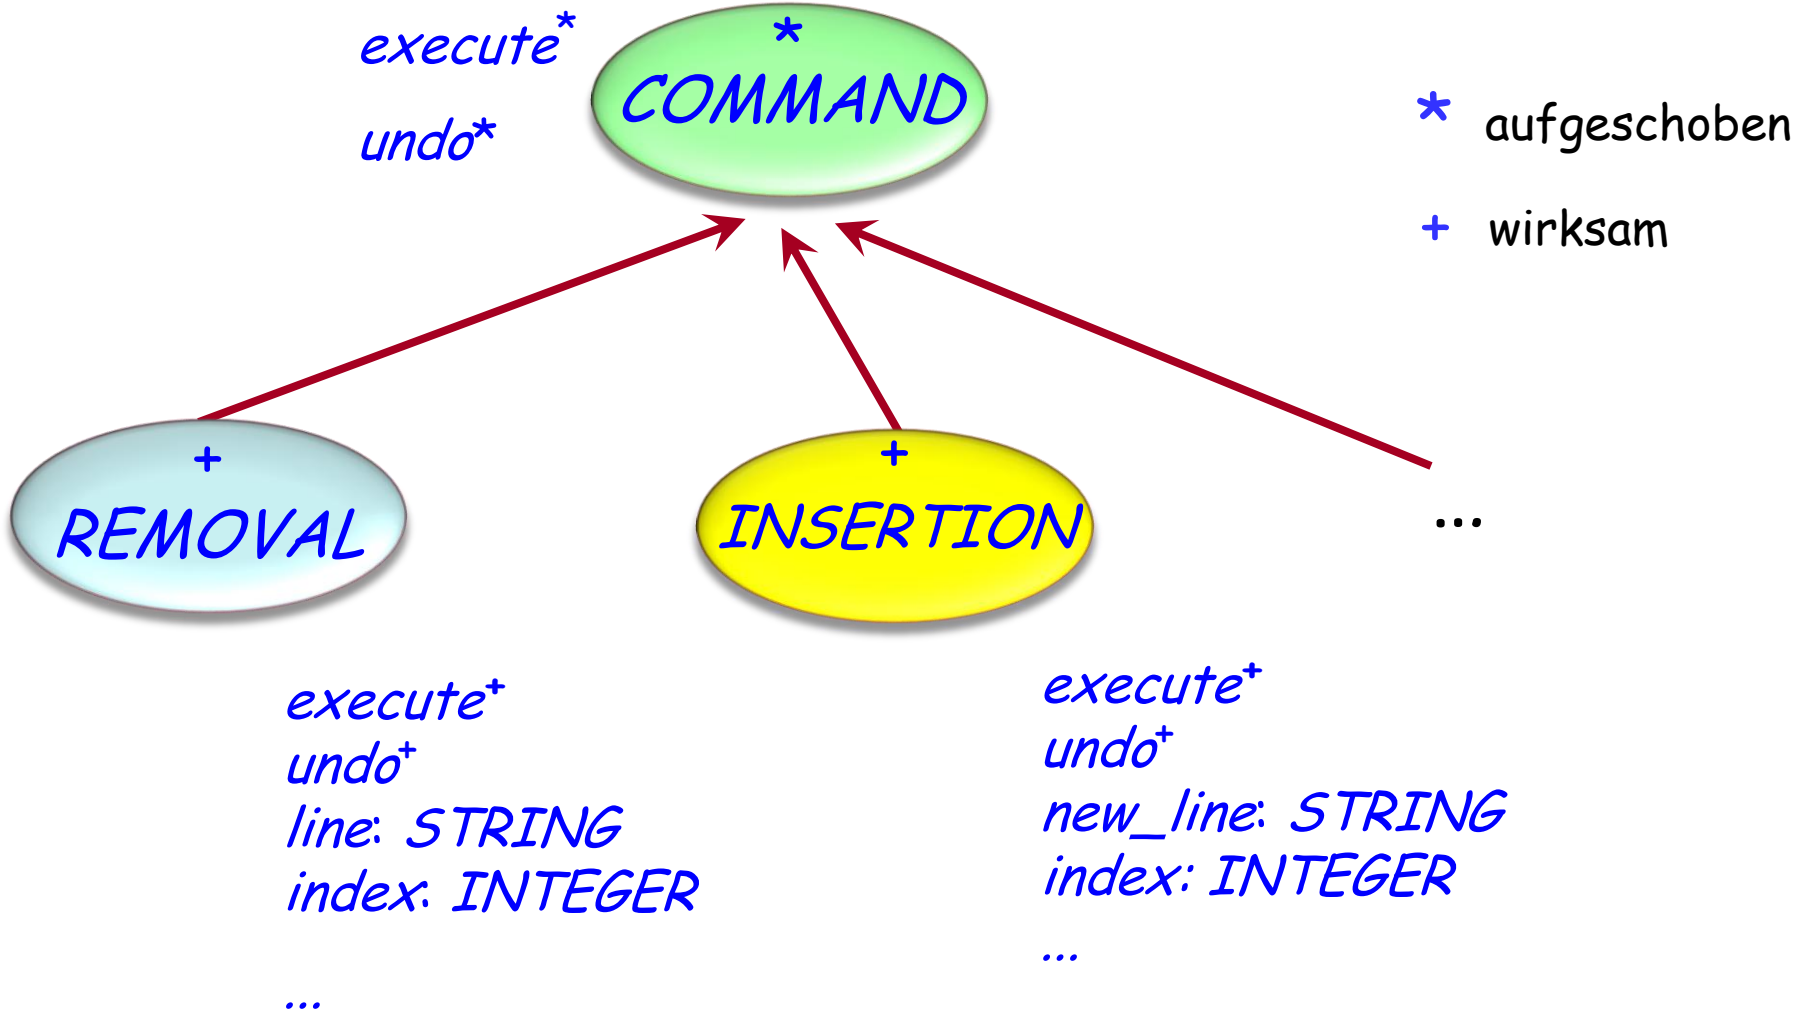 execute*
undo*
*
COMMAND
* aufgeschoben
+ wirksam
+
REMOVAL
+
INSERTION
...
execute+
undo+
line: STRING
index: INTEGER
...
execute+
undo+
new_line: STRING
index: INTEGER
...